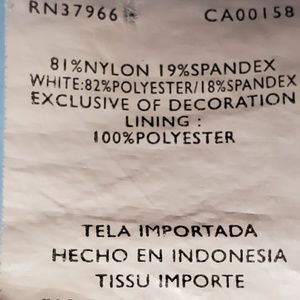 RN37966 CA00158
81%NYLON 19%SPANDEX
WHITE:82%POLYESTER/18%SPANDEX
EXCLUSIVE OF DECORATION
LINING :
100%POLYESTER
TELA IMPORTADA
HECHO EN INDONESIA
TISSU IMPORTE